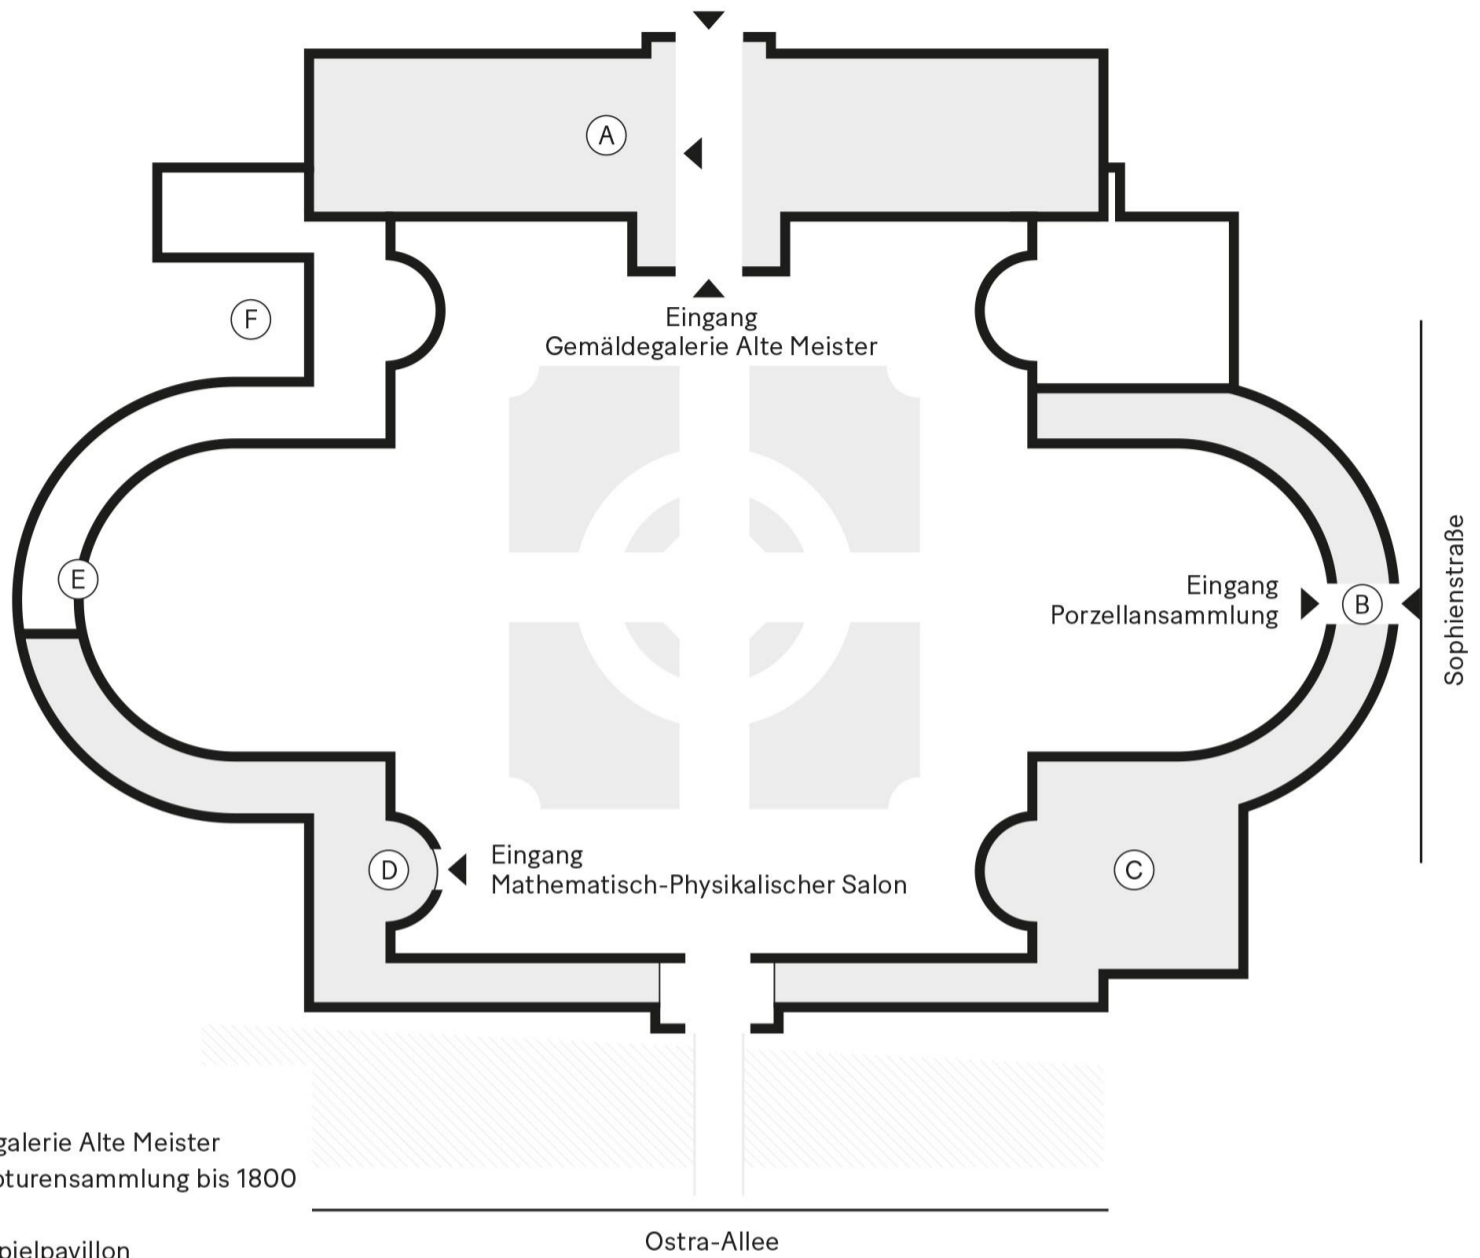 A
F
Eingang
Gemäldegalerie Alte Meister
E
Eingang
Porzellansammlung
B
Sophienstraße
D
Eingang
Mathematisch-Physikalischer Salon
C
galerie Alte Meister
turensammlung bis 1800
Ostra-Allee
pielpavillon